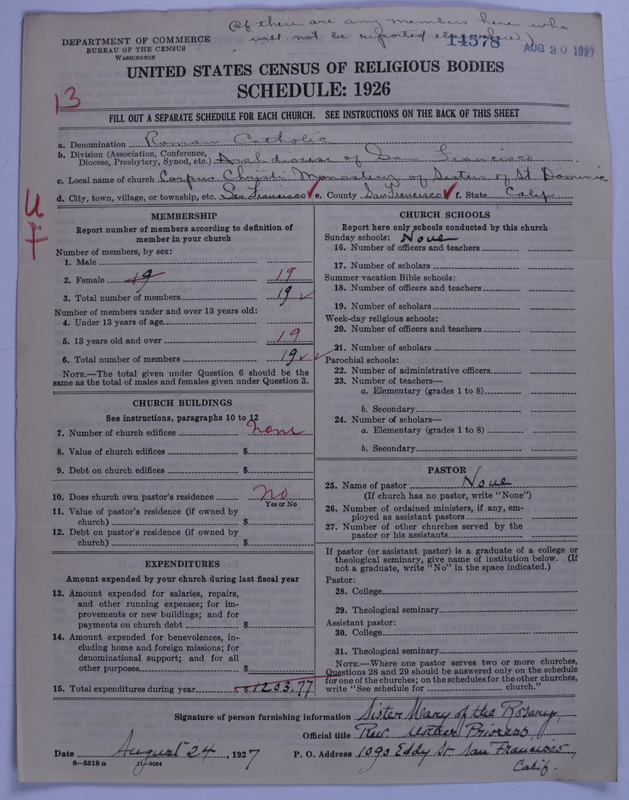 (If there are any members here who
will not be reported elsewhere)
14578
AUG 30 1927
DEPARTMENT OF COMMERCE
BUREAU OF THE CENSUS
WASHINGTON
UNITED STATES CENSUS OF RELIGIOUS BODIES
SCHEDULE: 1926
13
FILL OUT A SEPARATE SCHEDULE FOR EACH CHURCH. SEE INSTRUCTIONS ON THE BACK OF THIS SHEET
a. Denomination Roman Catholic
b. Division (Association, Conference, Diocese, Presbytery, Synod, etc.) Archdiocese of San Francisco
c. Local name of church Corpus Christi Monastery of Sisters of St Dominic
d. City, town, village, or township, etc. San Francisco e. County San Francisco f. State Calif
U
F
MEMBERSHIP
Report number of members according to definition of
member in your church
Number of members, by sex:
1. Male
2. Female 19 19
3. Total number of members 19
Number of members under and over 13 years old:
4. Under 13 years of age
5. 13 years old and over 19
6. Total number of members 19
NOTE.—The total given under Question 6 should be the
same as the total of males and females given under Question 3.
CHURCH BUILDINGS
See instructions, paragraphs 10 to 12
7. Number of church edifices none
8. Value of church edifices $
9. Debt on church edifices $
10. Does church own pastor's residence No
Yes or No
11. Value of pastor's residence (if owned by
church) $
12. Debt on pastor's residence (if owned by
church) $
EXPENDITURES
Amount expended by your church during last fiscal year
13. Amount expended for salaries, repairs,
and other running expenses; for im-
provements or new buildings; and for
payments on church debt $
14. Amount expended for benevolences, in-
cluding home and foreign missions; for
denominational support; and for all
other purposes $
15. Total expenditures during year $1203.77
CHURCH SCHOOLS
Report here only schools conducted by this church
Sunday schools: None
16. Number of officers and teachers
17. Number of scholars
Summer vacation Bible schools:
18. Number of officers and teachers
19. Number of scholars
Week-day religious schools:
20. Number of officers and teachers
21. Number of scholars
Parochial schools:
22. Number of administrative officers
23. Number of teachers—
a. Elementary (grades 1 to 8)
b. Secondary
24. Number of scholars—
a. Elementary (grades 1 to 8)
b. Secondary
PASTOR
25. Name of pastor None
(If church has no pastor, write "None")
26. Number of ordained ministers, if any, em-
ployed as assistant pastors
27. Number of other churches served by the
pastor or his assistants
If pastor (or assistant pastor) is a graduate of a college or
theological seminary, give name of institution below. (If
not a graduate, write "No" in the space indicated.)
Pastor:
28. College
29. Theological seminary
Assistant pastor:
30. College
31. Theological seminary
NOTE.—Where one pastor serves two or more churches,
Questions 28 and 29 should be answered only on the schedule
for one of the churches; on the schedules for the other churches,
write "See schedule for church."
Signature of person furnishing information Sister Mary of the Rosary
Official title Rev. Mother Prioress
Date August 24, 1927 P. O. Address 1093 Eddy St. San Francisco
Calif.
8—5518 a 11—9034